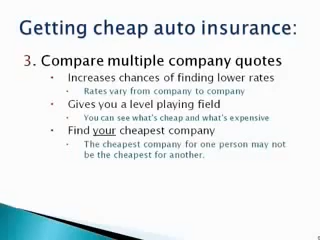 Getting cheap auto insurance:
3. Compare multiple company quotes
• Increases chances of finding lower rates
• Rates vary from company to company
• Gives you a level playing field
• You can see what's cheap and what's expensive
• Find your cheapest company
• The cheapest company for one person may not
be the cheapest for another.